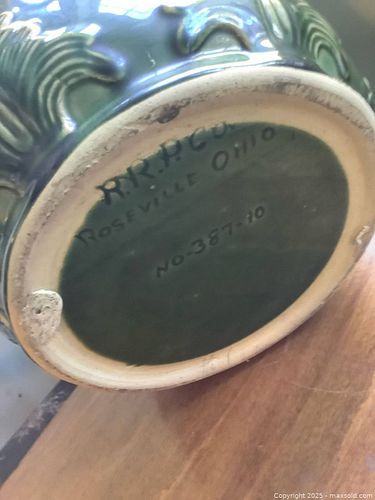 R.R.P.CO.
ROSEVILLE OHIO
NO-387-10
Copyright 2025 - maxsold.com